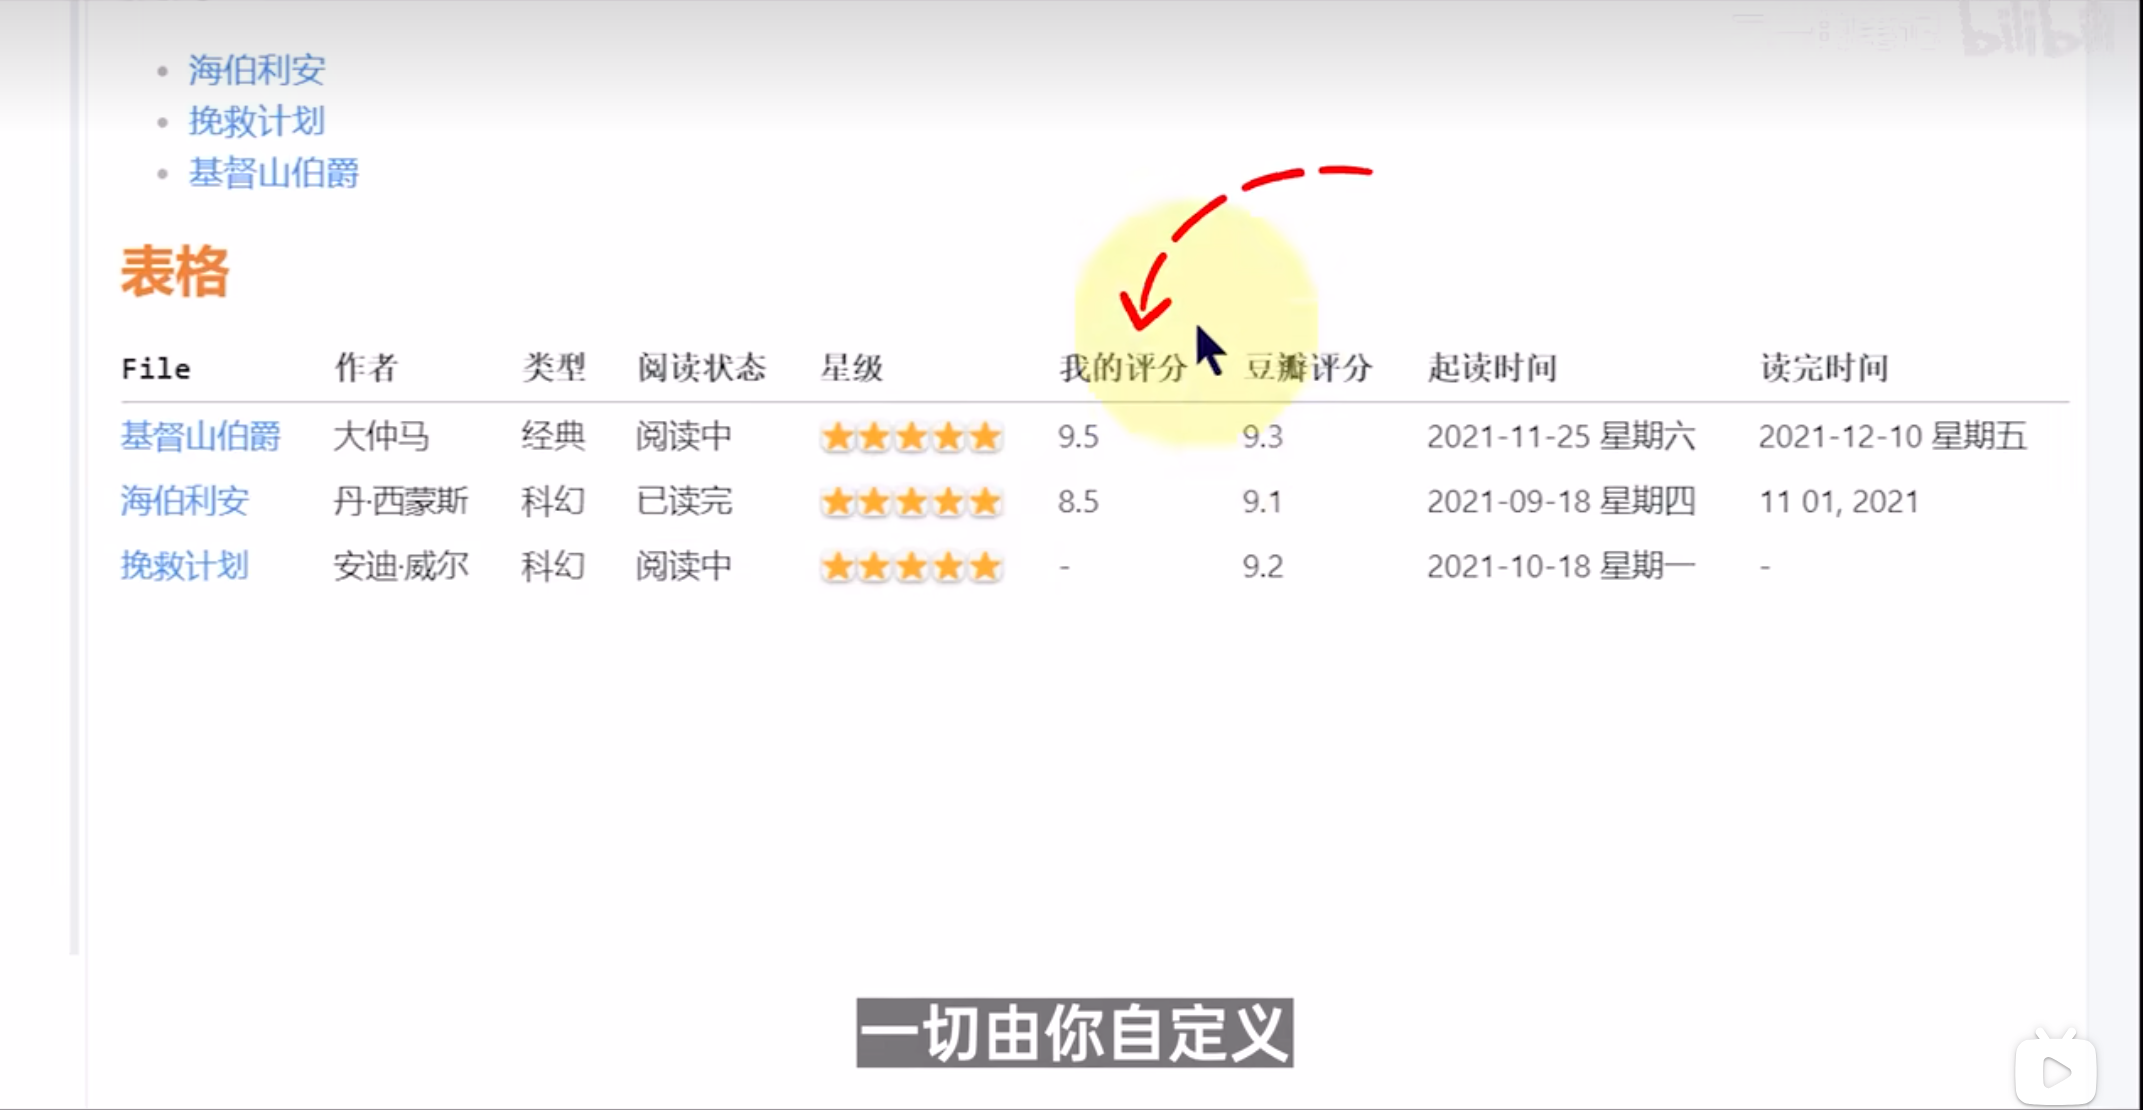 海伯利安
挽救计划
基督山伯爵
表格
File 作者 类型 阅读状态 星级 我的评分 豆瓣评分 起读时间 读完时间
基督山伯爵 大仲马 经典 阅读中 ⭐⭐⭐⭐⭐ 9.5 9.3 2021-11-25 星期六 2021-12-10 星期五
海伯利安 丹·西蒙斯 科幻 已读完 ⭐⭐⭐⭐⭐ 8.5 9.1 2021-09-18 星期四 11 01, 2021
挽救计划 安迪·威尔 科幻 阅读中 ⭐⭐⭐⭐⭐ - 9.2 2021-10-18 星期一 -
一切由你自定义